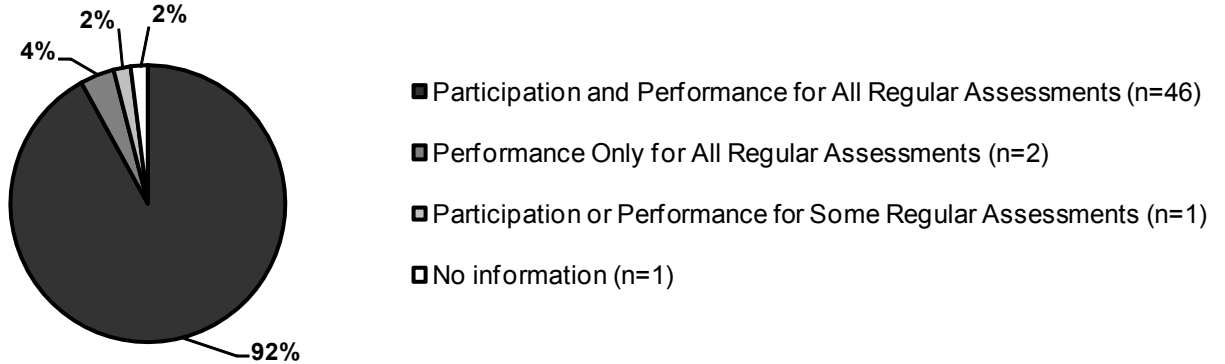 2%
2%
4%
Participation and Performance for All Regular Assessments (n=46)
Performance Only for All Regular Assessments (n=2)
Participation or Performance for Some Regular Assessments (n=1)
No information (n=1)
92%